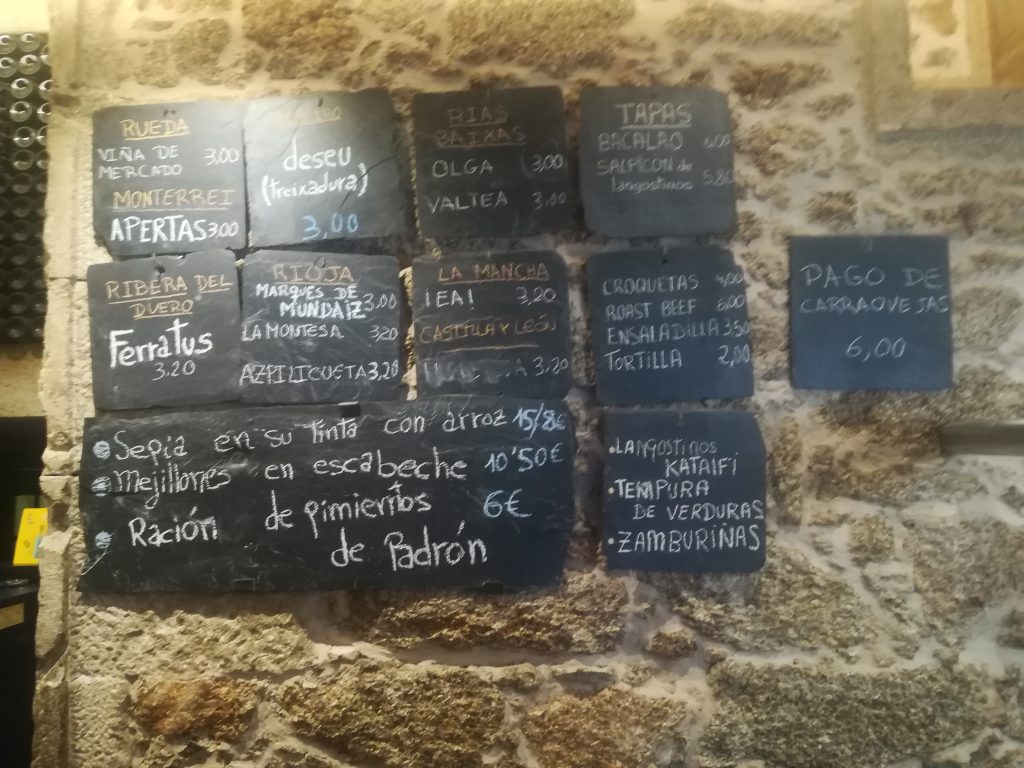 RUEDA
VIÑA DE 3,00
MERCADO
MONTERREI
APERTAS 3,00
deseu
(treixadura)
3,00
RIAS
BAIXAS
OLGA 3,00
VALTEA 3,00
TAPAS
BACALAO 6,00
SALPICON de
langostinos 5,80
RIBERA DEL
DUERO
Ferratus
3.20
RIOJA
MARQUES DE
MUNDAIZ 3,00
LA MONTESA 3,20
AZPILICUETA 3,20
LA MANCHA
¡EA! 3,20
CASTILLA Y LEÓN
3,20
CROQUETAS 4,00
ROAST BEEF 6,00
ENSALADILLA 3,50
TORTILLA 2,00
PAGO DE
CARRAOVEJAS
6,00
• Sepia en su tinta con arroz 15/8€
• Mejillones en escabeche 10'50€
• Ración de pimientos 6€
de Padrón
• LANGOSTINOS
KATAIFÍ
• TEMPURA
DE VERDURAS
• ZAMBURIÑAS